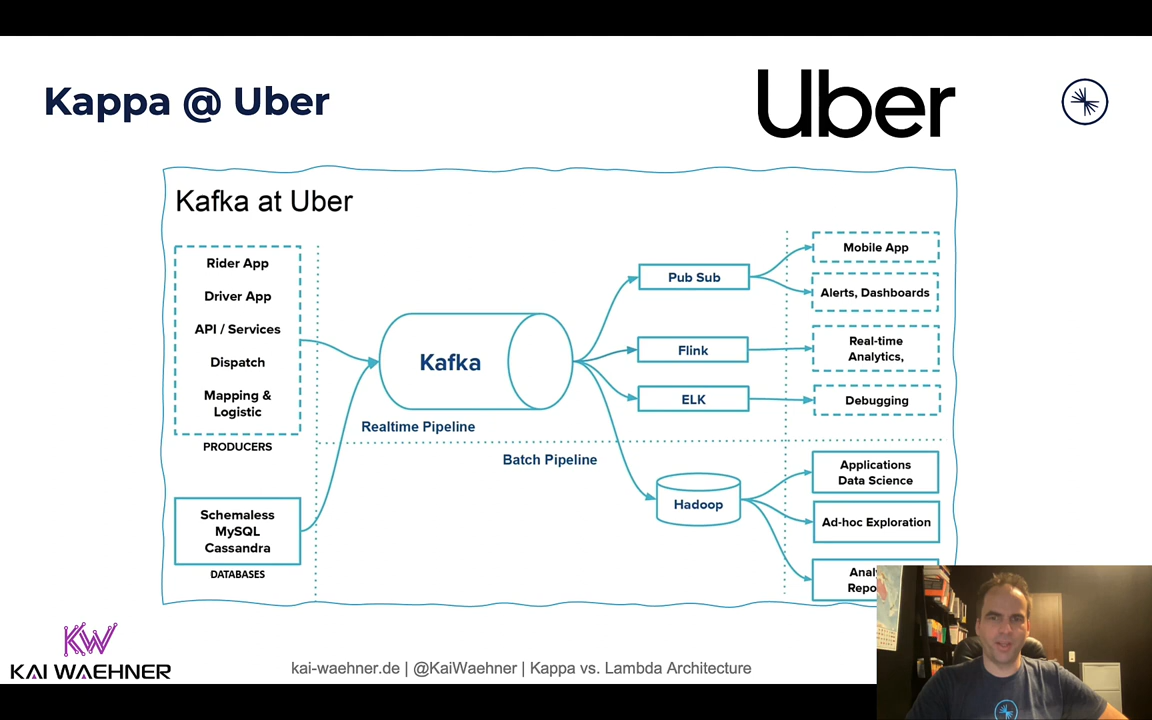 Kappa @ Uber
Uber
Kafka at Uber
Rider App
Driver App
API / Services
Dispatch
Mapping &
Logistic
PRODUCERS
Schemaless
MySQL
Cassandra
DATABASES
Kafka
Realtime Pipeline
Batch Pipeline
Pub Sub
Flink
ELK
Hadoop
Mobile App
Alerts, Dashboards
Real-time
Analytics,
Debugging
Applications
Data Science
Ad-hoc Exploration
Anal
Repo
KW
KAI WAEHNER
kai-waehner.de | @KaiWaehner | Kappa vs. Lambda Architecture